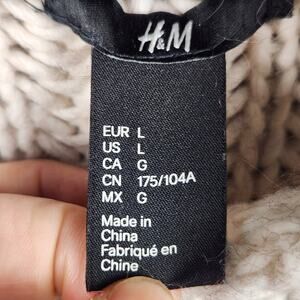 H&M
EUR L
US L
CA G
CN 175/104A
MX G
Made in
China
Fabriqué en
Chine